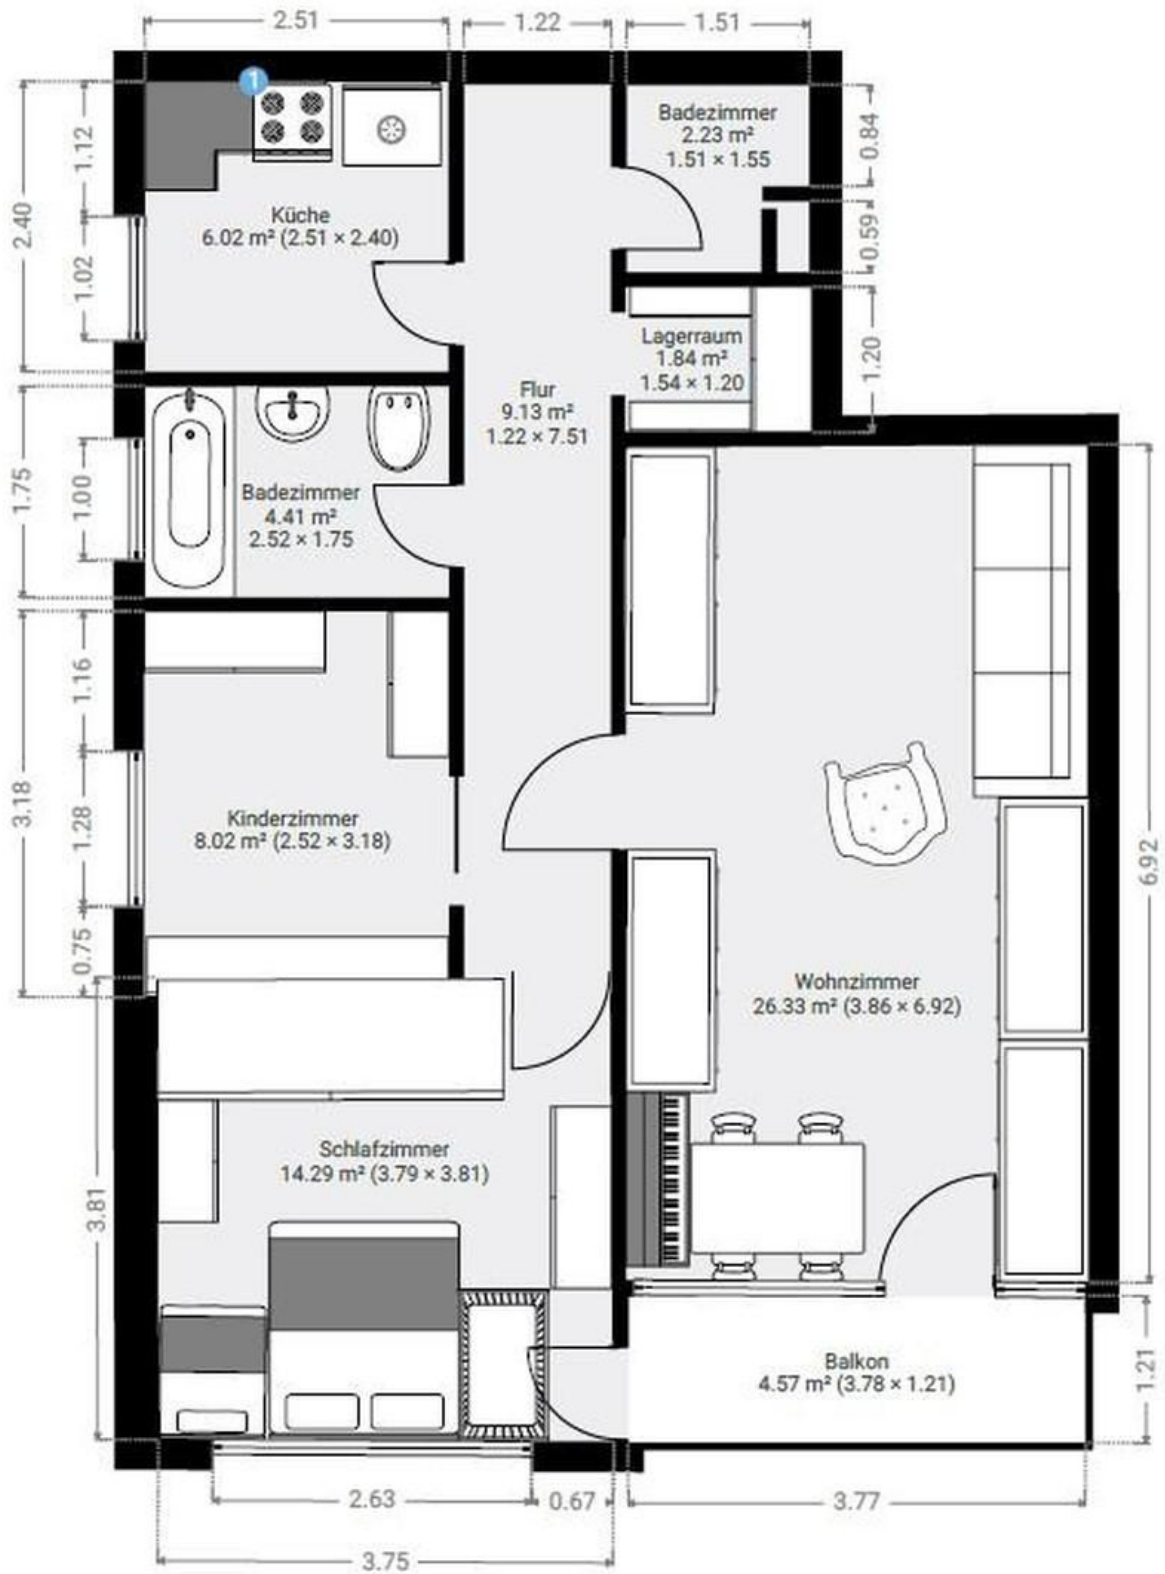 2.51
1.22
1.51
1
Badezimmer
2.23 m²
1.51 × 1.55
0.84
1.12
2.40
Küche
6.02 m² (2.51 × 2.40)
0.59
1.02
Lagerraum
1.84 m²
1.54 × 1.20
1.20
Flur
9.13 m²
1.22 × 7.51
1.75
1.00
Badezimmer
4.41 m²
2.52 × 1.75
1.16
3.18
1.28
Kinderzimmer
8.02 m² (2.52 × 3.18)
6.92
0.75
Wohnzimmer
26.33 m² (3.86 × 6.92)
Schlafzimmer
14.29 m² (3.79 × 3.81)
3.81
Balkon
4.57 m² (3.78 × 1.21)
1.21
2.63
0.67
3.77
3.75